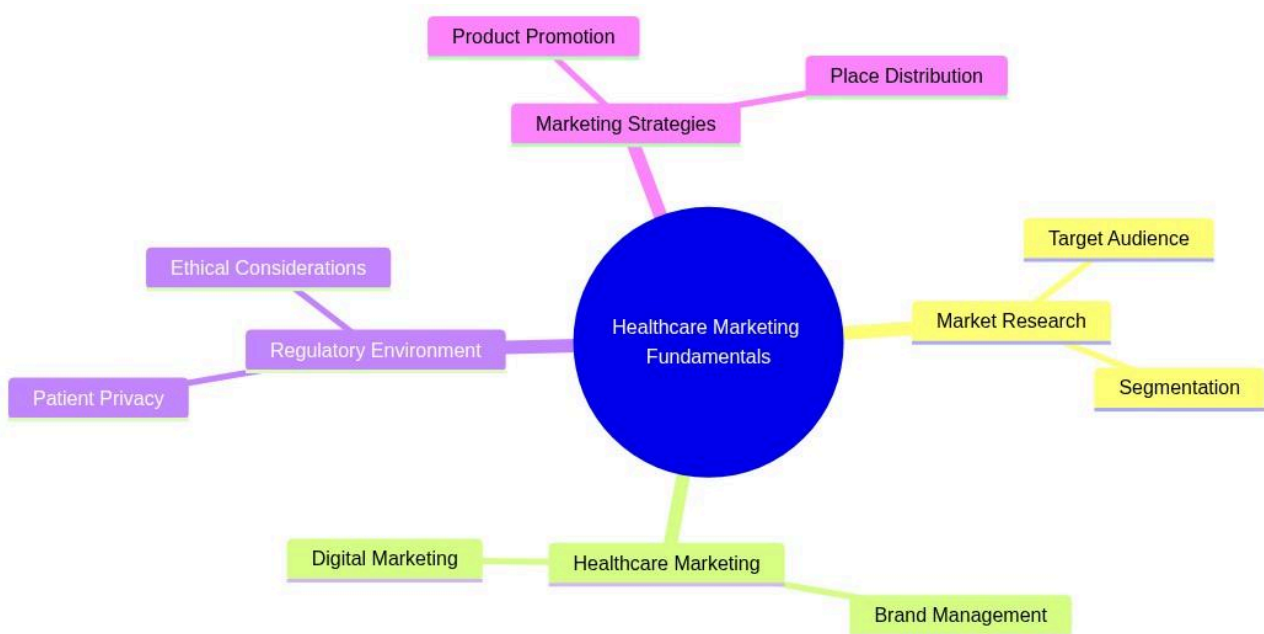 Product Promotion
Place Distribution
Marketing Strategies
Target Audience
Ethical Considerations
Market Research
Healthcare Marketing
Fundamentals
Regulatory Environment
Segmentation
Patient Privacy
Digital Marketing
Healthcare Marketing
Brand Management